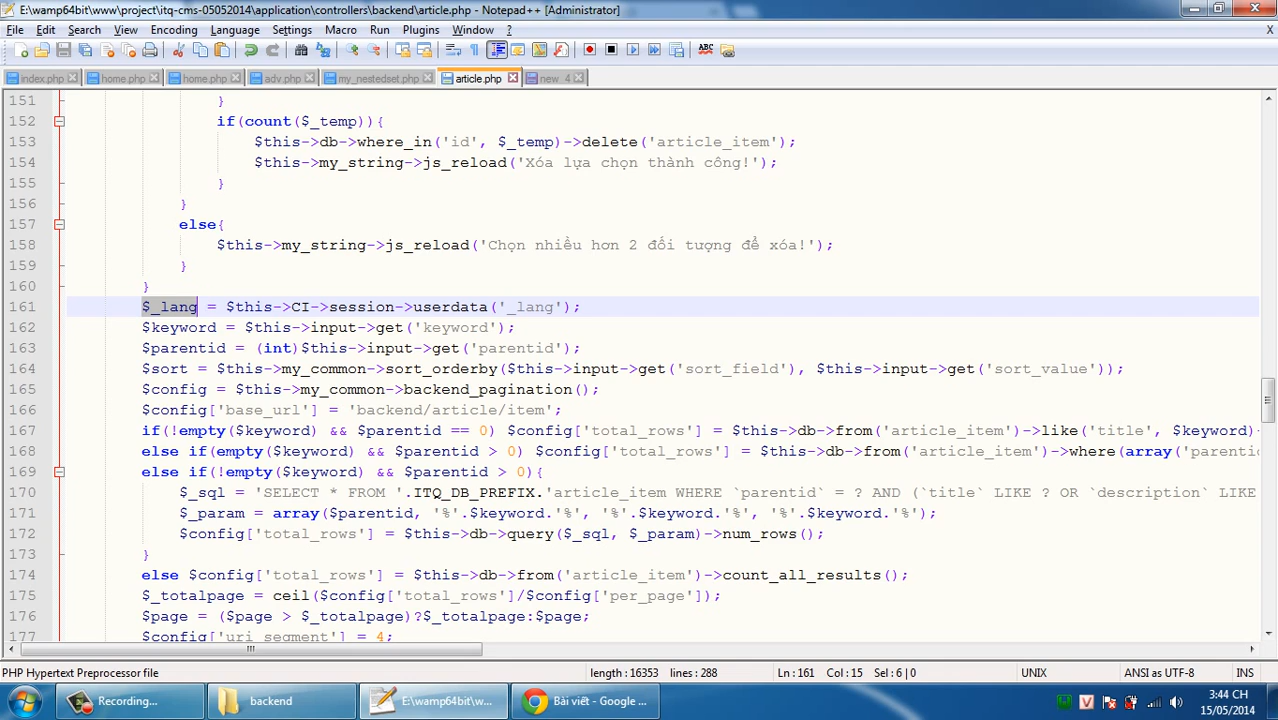 E:\wamp64bit\www\project\itq-cms-05052014\application\controllers\backend\article.php - Notepad++ [Administrator]
File Edit Search View Encoding Language Settings Macro Run Plugins Window ? X
index.php home.php home.php adv.php my_nestedset.php article.php new 4
151 }
152 if(count($_temp)){
153 $this->db->where_in('id', $_temp)->delete('article_item');
154 $this->my_string->js_reload('Xóa lựa chọn thành công!');
155 }
156 }
157 else{
158 $this->my_string->js_reload('Chọn nhiều hơn 2 đối tượng để xóa!');
159 }
160 }
161 $_lang = $this->CI->session->userdata('_lang');
162 $keyword = $this->input->get('keyword');
163 $parentid = (int)$this->input->get('parentid');
164 $sort = $this->my_common->sort_orderby($this->input->get('sort_field'), $this->input->get('sort_value'));
165 $config = $this->my_common->backend_pagination();
166 $config['base_url'] = 'backend/article/item';
167 if(!empty($keyword) && $parentid == 0) $config['total_rows'] = $this->db->from('article_item')->like('title', $keyword)-
168 else if(empty($keyword) && $parentid > 0) $config['total_rows'] = $this->db->from('article_item')->where(array('parentid
169 else if(!empty($keyword) && $parentid > 0){
170 $_sql = 'SELECT * FROM '.ITQ_DB_PREFIX.'article_item WHERE `parentid` = ? AND (`title` LIKE ? OR `description` LIKE
171 $_param = array($parentid, '%'.$keyword.'%', '%'.$keyword.'%', '%'.$keyword.'%');
172 $config['total_rows'] = $this->db->query($_sql, $_param)->num_rows();
173 }
174 else $config['total_rows'] = $this->db->from('article_item')->count_all_results();
175 $_totalpage = ceil($config['total_rows']/$config['per_page']);
176 $page = ($page > $_totalpage)?$_totalpage:$page;
177 $config['uri_segment'] = 4;
PHP Hypertext Preprocessor file length : 16353 lines : 288 Ln : 161 Col : 15 Sel : 6 | 0 UNIX ANSI as UTF-8 INS
Recording... backend E:\wamp64bit\w... Bài viết - Google ... 3:44 CH
15/05/2014